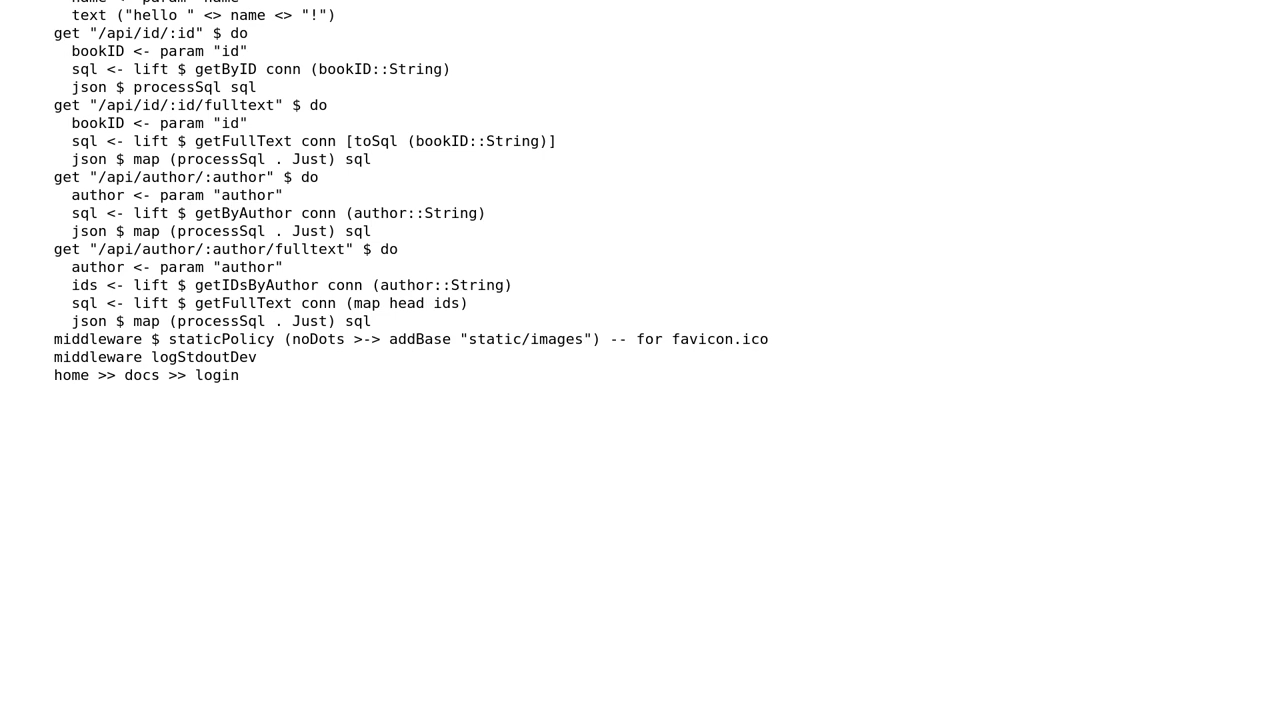 name <- param "name"
text ("hello " <> name <> "!")
get "/api/id/:id" $ do
bookID <- param "id"
sql <- lift $ getByID conn (bookID::String)
json $ processSql sql
get "/api/id/:id/fulltext" $ do
bookID <- param "id"
sql <- lift $ getFullText conn [toSql (bookID::String)]
json $ map (processSql . Just) sql
get "/api/author/:author" $ do
author <- param "author"
sql <- lift $ getByAuthor conn (author::String)
json $ map (processSql . Just) sql
get "/api/author/:author/fulltext" $ do
author <- param "author"
ids <- lift $ getIDsByAuthor conn (author::String)
sql <- lift $ getFullText conn (map head ids)
json $ map (processSql . Just) sql
middleware $ staticPolicy (noDots >-> addBase "static/images") -- for favicon.ico
middleware logStdoutDev
home >> docs >> login